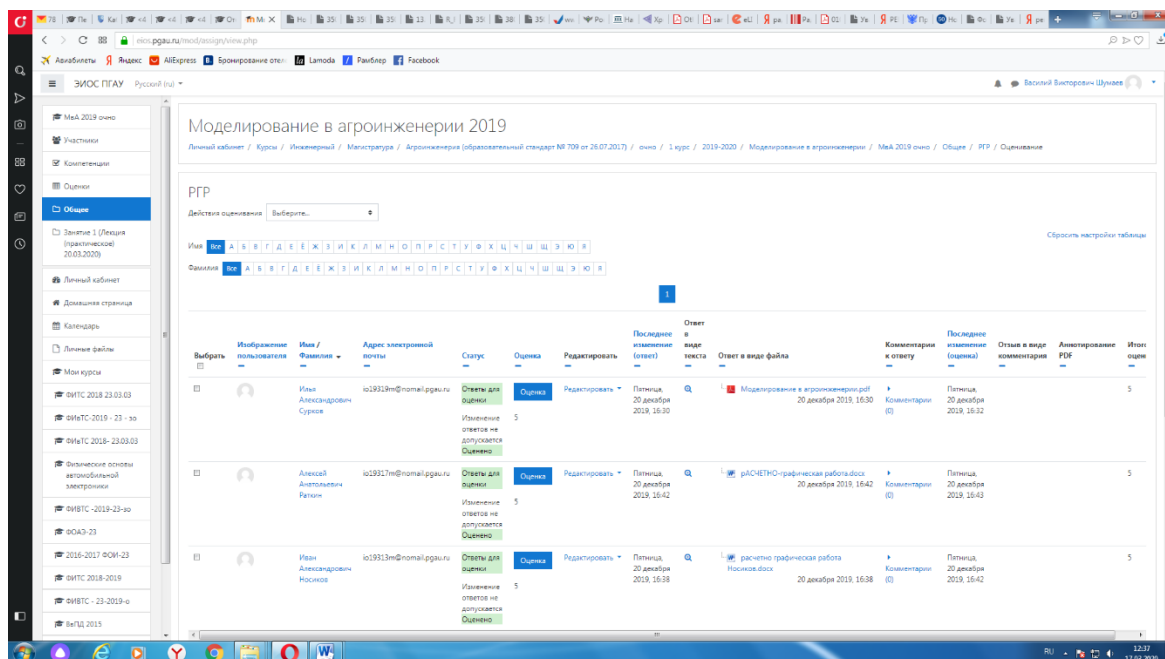 eios.pgau.ru/mod/assign/view.php
Авиабилеты Яндекс AliExpress Бронирование отел Lamoda Рамблер Facebook
ЭИОС ПГАУ Русский (ru)
Василий Викторович Шумаев
МвА 2019 очно
Участники
Компетенции
Оценки
Общее
Занятие 1 (Лекция
(практическое)
20.03.2020)
Личный кабинет
Домашняя страница
Календарь
Личные файлы
Мои курсы
ФИТС 2018 23.03.03
ФИвТС-2019 - 23 - зо
ФИвТС 2018- 23.03.03
Физические основы
автомобильной
электроники
ФИВТС -2019-23-зо
ФОАЭ-23
2016-2017 ФОИ-23
ФИТС 2018-2019
ФИВТС - 23-2019-о
ВвПД 2015
Моделирование в агроинженерии 2019
Личный кабинет / Курсы / Инженерный / Магистратура / Агроинженерия (образовательный стандарт № 709 от 26.07.2017) / очно / 1 курс / 2019-2020 / Моделирование в агроинженерии / МвА 2019 очно / Общее / РГР / Оценивание
РГР
Действия оценивания Выберите...
Сбросить настройки таблицы
Имя Все А Б В Г Д Е Ё Ж З И К Л М Н О П Р С Т У Ф Х Ц Ч Ш Щ Э Ю Я
Фамилия Все А Б В Г Д Е Ё Ж З И К Л М Н О П Р С Т У Ф Х Ц Ч Ш Щ Э Ю Я
1
Выбрать
Изображение
пользователя
Имя /
Фамилия
Адрес электронной
почты
Статус
Оценка
Редактировать
Последнее
изменение
(ответ)
Ответ
в
виде
текста
Ответ в виде файла
Комментарии
к ответу
Последнее
изменение
(оценка)
Отзыв в виде
комментария
Аннотирование
PDF
Итого
оцен
Илья
Александрович
Сурков
io19319m@nomail.pgau.ru
Ответы для
оценки
Изменение
ответов не
допускается
Оценено
Оценка
5
Редактировать
Пятница,
20 декабря
2019, 16:30
Моделирование в агроинженерии.pdf
20 декабря 2019, 16:30
Комментарии
(0)
Пятница,
20 декабря
2019, 16:32
5
Алексей
Анатольевич
Раткин
io19317m@nomail.pgau.ru
Ответы для
оценки
Изменение
ответов не
допускается
Оценено
Оценка
5
Редактировать
Пятница,
20 декабря
2019, 16:42
рАСЧЕТНО-графическая работа.docx
20 декабря 2019, 16:42
Комментарии
(0)
Пятница,
20 декабря
2019, 16:43
5
Иван
Александрович
Носиков
io19313m@nomail.pgau.ru
Ответы для
оценки
Изменение
ответов не
допускается
Оценено
Оценка
5
Редактировать
Пятница,
20 декабря
2019, 16:38
расчетно графическая работа
Носиков.docx
20 декабря 2019, 16:38
Комментарии
(0)
Пятница,
20 декабря
2019, 16:42
5
RU
12:37
17.03.2020